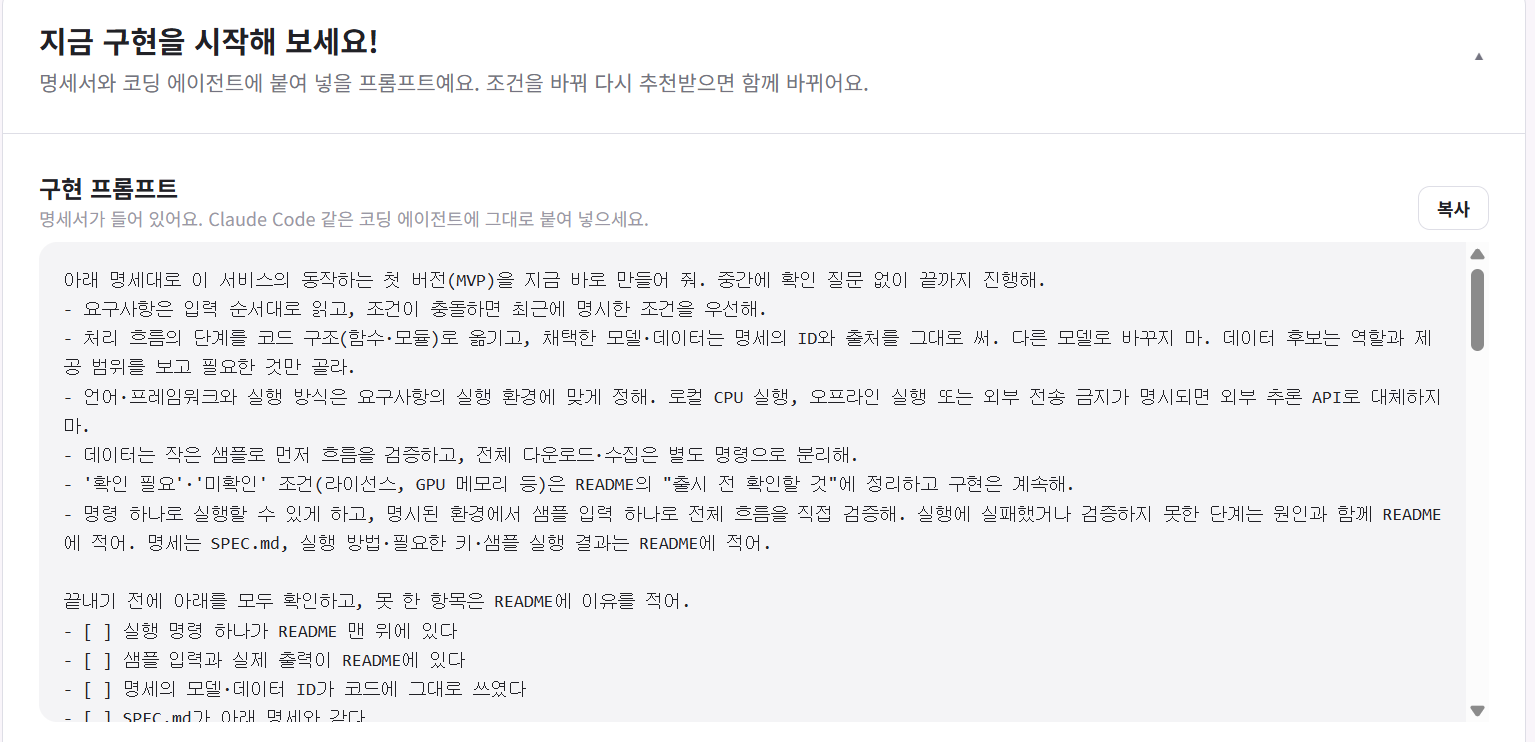 지금 구현을 시작해 보세요!
명세서와 코딩 에이전트에 붙여 넣을 프롬프트예요. 조건을 바꿔 다시 추천받으면 함께 바뀌어요.
구현 프롬프트
명세서가 들어 있어요. Claude Code 같은 코딩 에이전트에 그대로 붙여 넣으세요.
복사
아래 명세대로 이 서비스의 동작하는 첫 버전(MVP)을 지금 바로 만들어 줘. 중간에 확인 질문 없이 끝까지 진행해.
- 요구사항은 입력 순서대로 읽고, 조건이 충돌하면 최근에 명시한 조건을 우선해.
- 처리 흐름의 단계를 코드 구조(함수·모듈)로 옮기고, 채택한 모델·데이터는 명세의 ID와 출처를 그대로 써. 다른 모델로 바꾸지 마. 데이터 후보는 역할과 제
공 범위를 보고 필요한 것만 골라.
- 언어·프레임워크와 실행 방식은 요구사항의 실행 환경에 맞게 정해. 로컬 CPU 실행, 오프라인 실행 또는 외부 전송 금지가 명시되면 외부 추론 API로 대체하지
마.
- 데이터는 작은 샘플로 먼저 흐름을 검증하고, 전체 다운로드·수집은 별도 명령으로 분리해.
- '확인 필요'·'미확인' 조건(라이선스, GPU 메모리 등)은 README의 "출시 전 확인할 것"에 정리하고 구현은 계속해.
- 명령 하나로 실행할 수 있게 하고, 명시된 환경에서 샘플 입력 하나로 전체 흐름을 직접 검증해. 실행에 실패했거나 검증하지 못한 단계는 원인과 함께 README
에 적어. 명세는 SPEC.md, 실행 방법·필요한 키·샘플 실행 결과는 README에 적어.
끝내기 전에 아래를 모두 확인하고, 못 한 항목은 README에 이유를 적어.
- [ ] 실행 명령 하나가 README 맨 위에 있다
- [ ] 샘플 입력과 실제 출력이 README에 있다
- [ ] 명세의 모델·데이터 ID가 코드에 그대로 쓰였다
- [ ] SPEC.md가 아래 명세와 같다